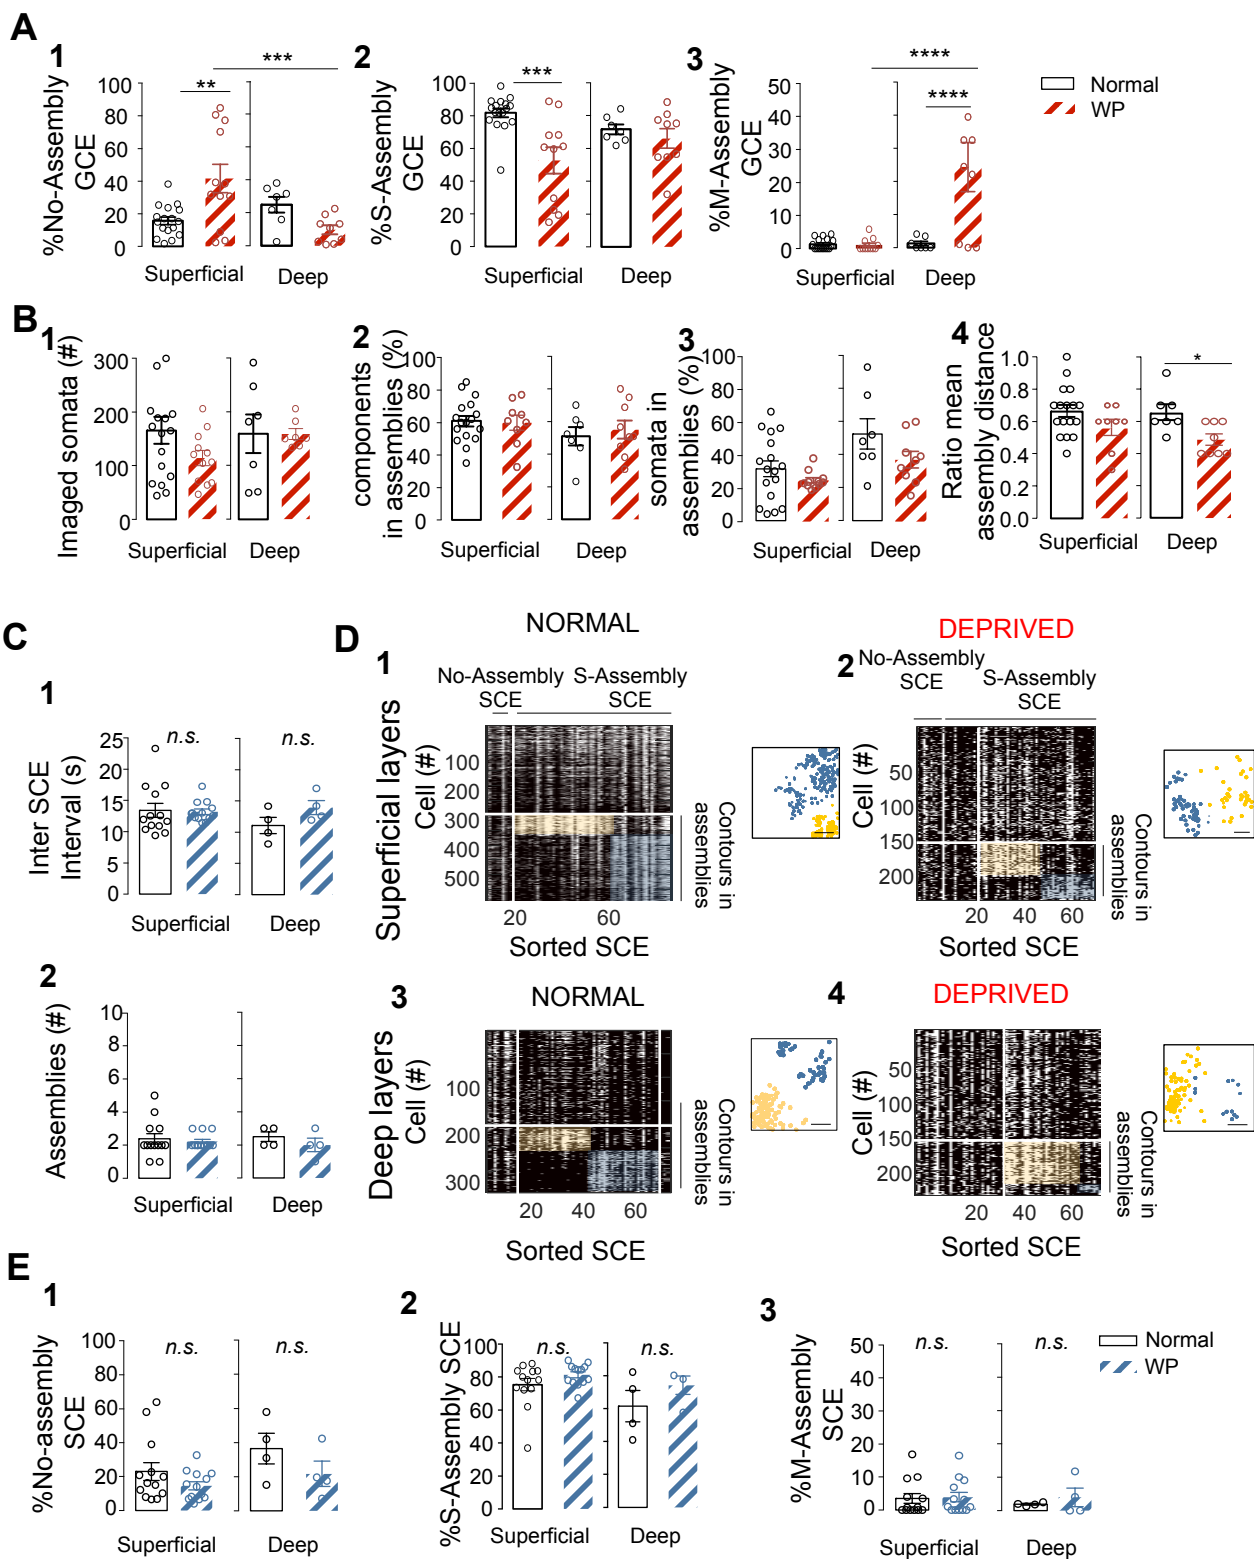 A
1
%No-Assembly
GCE
100
80
60
40
20
0
**
***
Superficial
Deep
2
%S-Assembly
GCE
100
80
60
40
20
0
***
Superficial
Deep
3
%M-Assembly
GCE
50
40
30
20
10
0
****
****
Superficial
Deep
Normal
WP
B
1
Imaged somata (#)
300
200
100
0
Superficial
Deep
2
components
in assemblies (%)
100
80
60
40
20
0
Superficial
Deep
3
somata in
assemblies (%)
100
80
60
40
20
0
Superficial
Deep
4
Ratio mean
assembly distance
1.0
0.8
0.6
0.4
0.2
0.0
*
Superficial
Deep
C
1
Inter SCE
Interval (s)
25
20
15
10
5
0
n.s.
n.s.
Superficial
Deep
2
Assemblies (#)
10
8
6
4
2
0
Superficial
Deep
D
NORMAL
DEPRIVED
Superficial layers
1
No-Assembly
SCE
S-Assembly
SCE
Cell (#)
100
200
300
400
500
20
60
Sorted SCE
Contours in
assemblies
2
No-Assembly
SCE
S-Assembly
SCE
Cell (#)
50
100
150
200
20
40
60
Sorted SCE
Contours in
assemblies
Deep layers
3
NORMAL
Cell (#)
100
200
300
20
40
60
Sorted SCE
Contours in
assemblies
4
DEPRIVED
Cell (#)
50
100
150
200
20
40
60
Sorted SCE
Contours in
assemblies
E
1
%No-assembly
SCE
100
80
60
40
20
0
n.s.
n.s.
Superficial
Deep
2
%S-Assembly SCE
100
80
60
40
20
0
n.s.
n.s.
Superficial
Deep
3
%M-Assembly
SCE
50
40
30
20
10
0
n.s.
n.s.
Superficial
Deep
Normal
WP